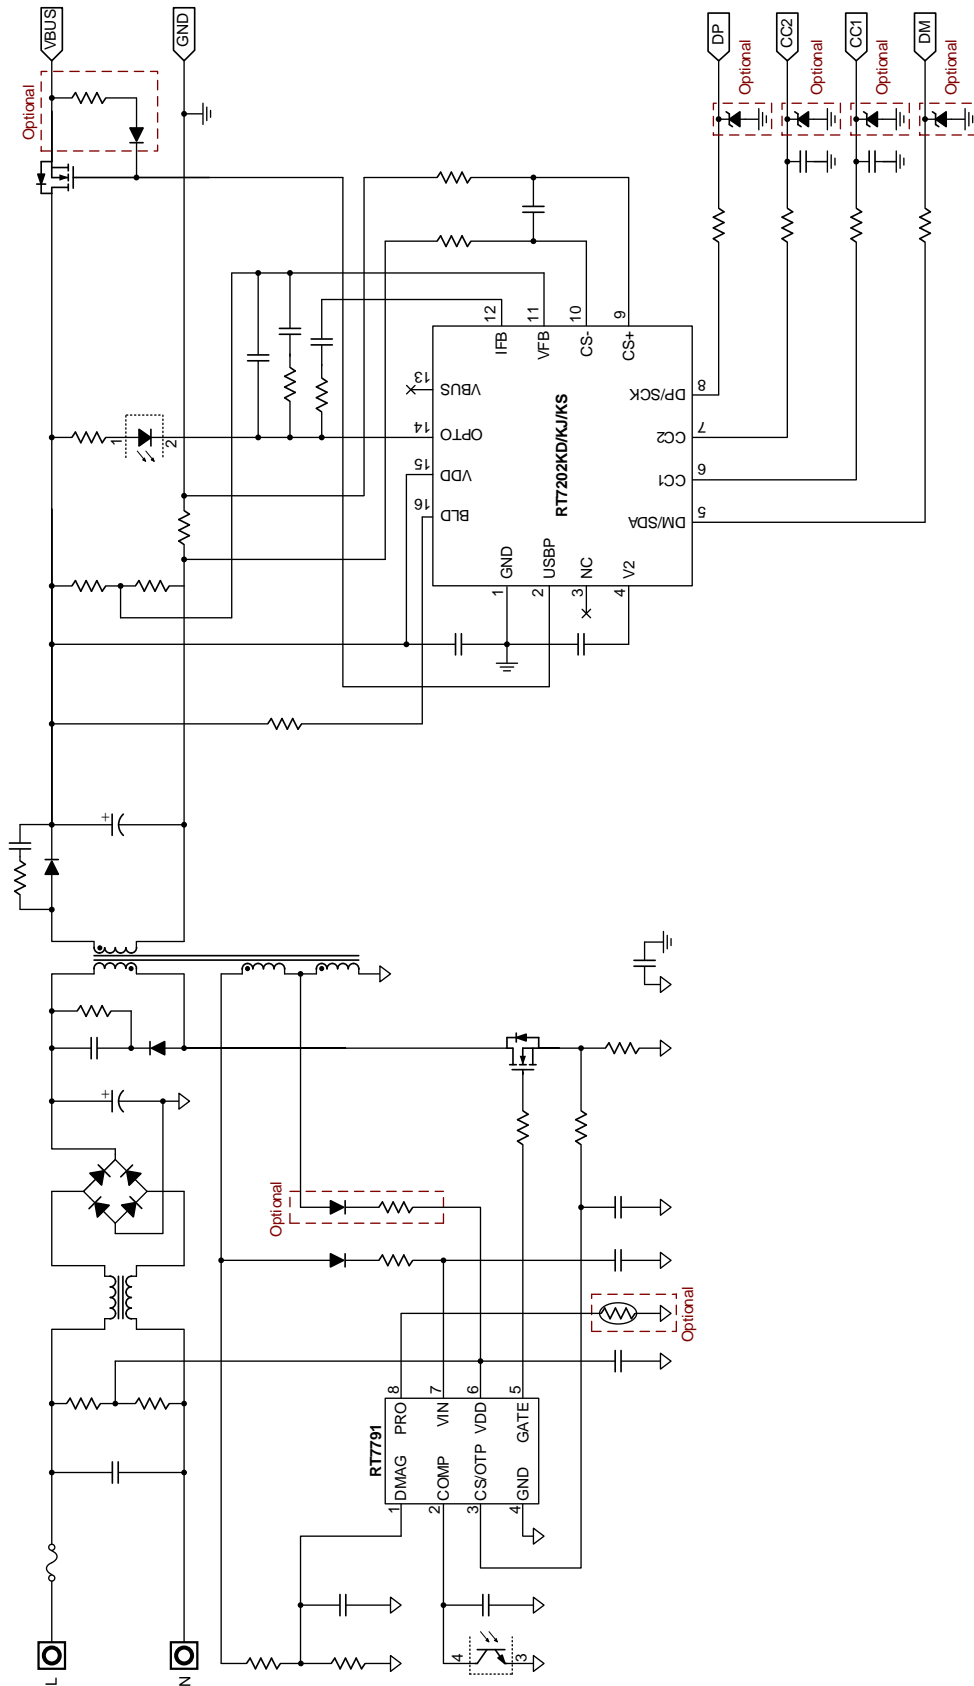 VBUS
GND
Optional
DP
CC2
CC1
DM
Optional
Optional
Optional
Optional
12
11
10
9
IFB
VFB
CS-
CS+
13
VBUS
14
OPTO
15
VDD
16
BLD
RT7202KD/KJ/KS
8
DP/SCK
7
CC2
6
CC1
5
DM/SDA
GND
USBP
NC
V2
1
2
3
4
1
2
+
+
Optional
Optional
RT7791
8
7
6
5
PRO
VIN
VDD
GATE
DMAG
COMP
CS/OTP
GND
1
2
3
4
4
3
L
N